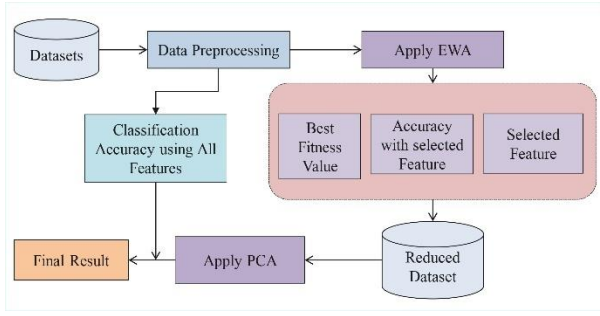 Datasets
Data Preprocessing
Apply EWA
Classification
Accuracy using All
Features
Best
Fitness
Value
Accuracy
with selected
Feature
Selected
Feature
Final Result
Apply PCA
Reduced
Dataset